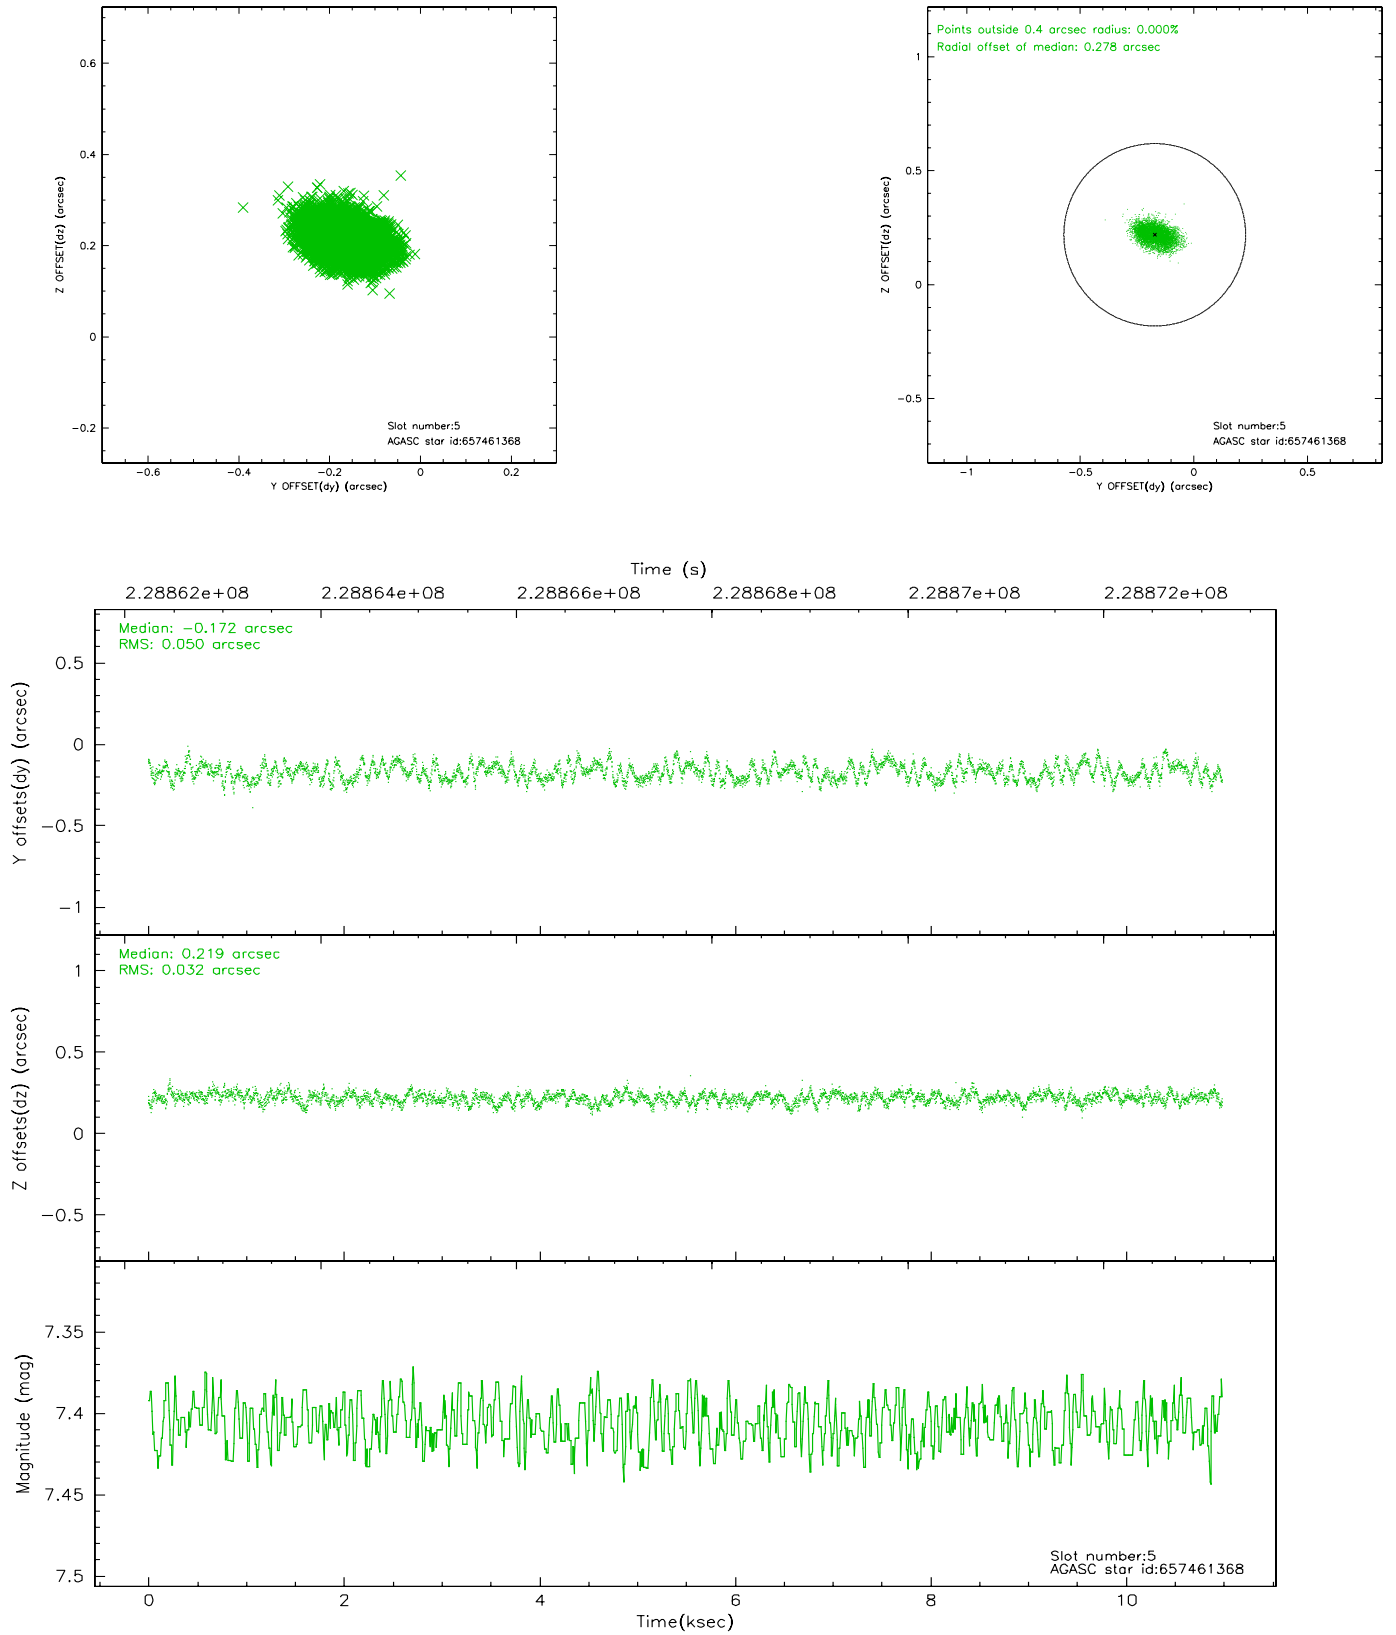 0.6
0.4
0.2
0
−0.2
Z OFFSET(dz) (arcsec)
Slot number:5
AGASC star id:657461368
−0.6 −0.4 −0.2 0 0.2
Y OFFSET(dy) (arcsec)
Points outside 0.4 arcsec radius: 0.000%
Radial offset of median: 0.278 arcsec
1
0.5
0
−0.5
Z OFFSET(dz) (arcsec)
Slot number:5
AGASC star id:657461368
−1 −0.5 0 0.5
Y OFFSET(dy) (arcsec)
Time (s)
2.28862e+08 2.28864e+08 2.28866e+08 2.28868e+08 2.2887e+08 2.28872e+08
Median: −0.172 arcsec
RMS: 0.050 arcsec
0.5
0
−0.5
−1
Y offsets(dy) (arcsec)
Median: 0.219 arcsec
RMS: 0.032 arcsec
1
0.5
0
−0.5
Z offsets(dz) (arcsec)
7.35
7.4
7.45
7.5
Magnitude (mag)
Slot number:5
AGASC star id:657461368
0 2 4 6 8 10
Time(ksec)